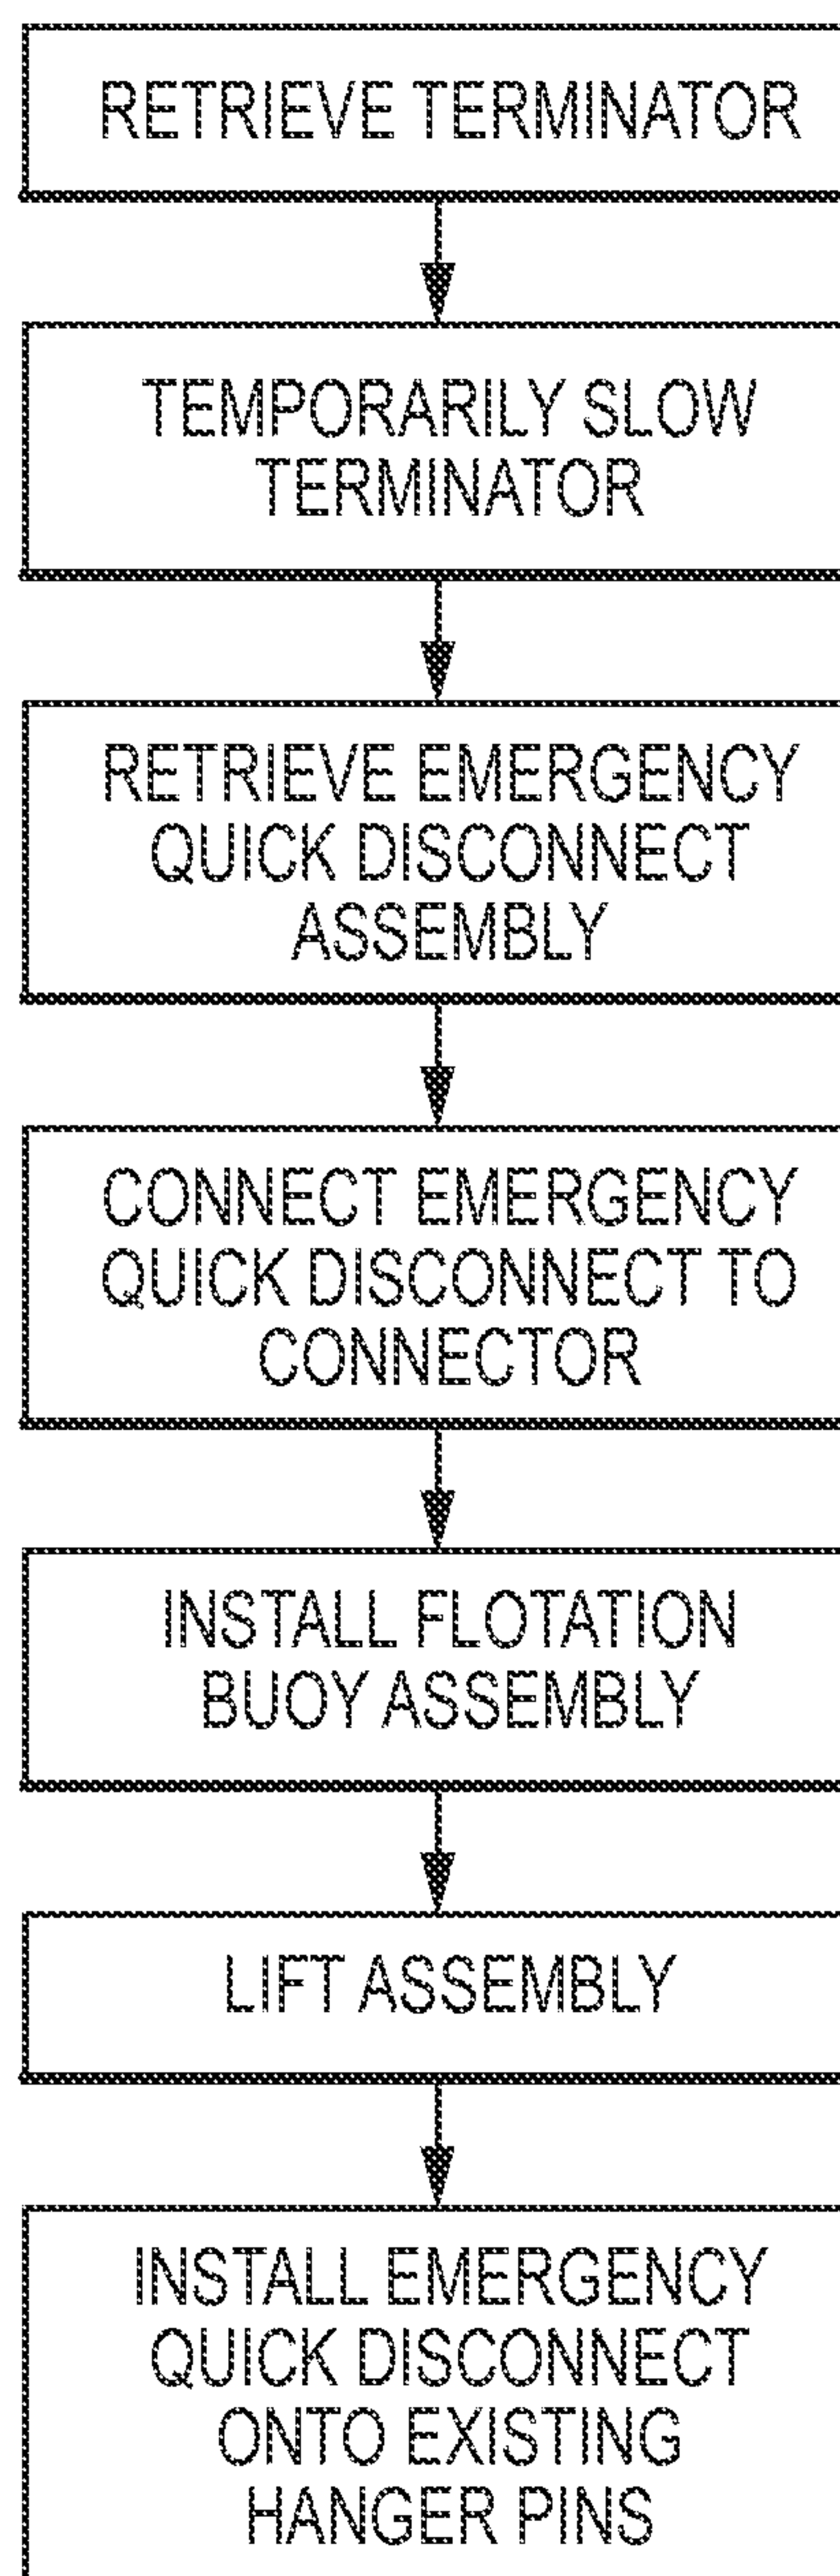 RETRIEVE TERMINATOR
TEMPORARILY SLOW
TERMINATOR
RETRIEVE EMERGENCY
QUICK DISCONNECT
ASSEMBLY
CONNECT EMERGENCY
QUICK DISCONNECT TO
CONNECTOR
INSTALL FLOTATION
BUOY ASSEMBLY
LIFT ASSEMBLY
INSTALL EMERGENCY
QUICK DISCONNECT
ONTO EXISTING
HANGER PINS